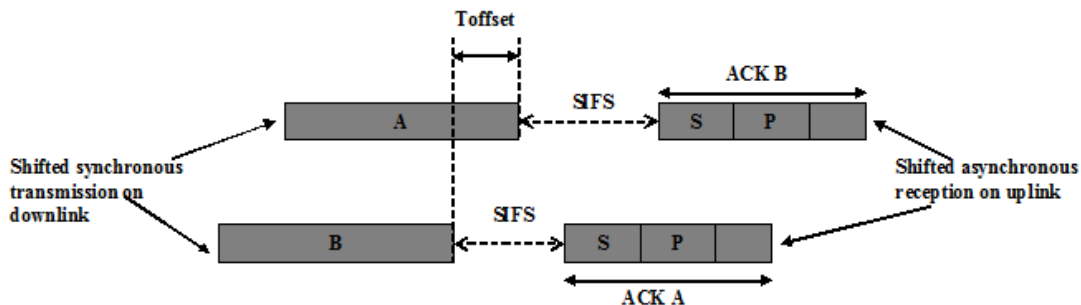 Toffset
ACK B
SIFS
A
S
P
Shifted synchronous
transmission on
downlink
Shifted asynchronous
reception on uplink
SIFS
B
S
P
ACK A